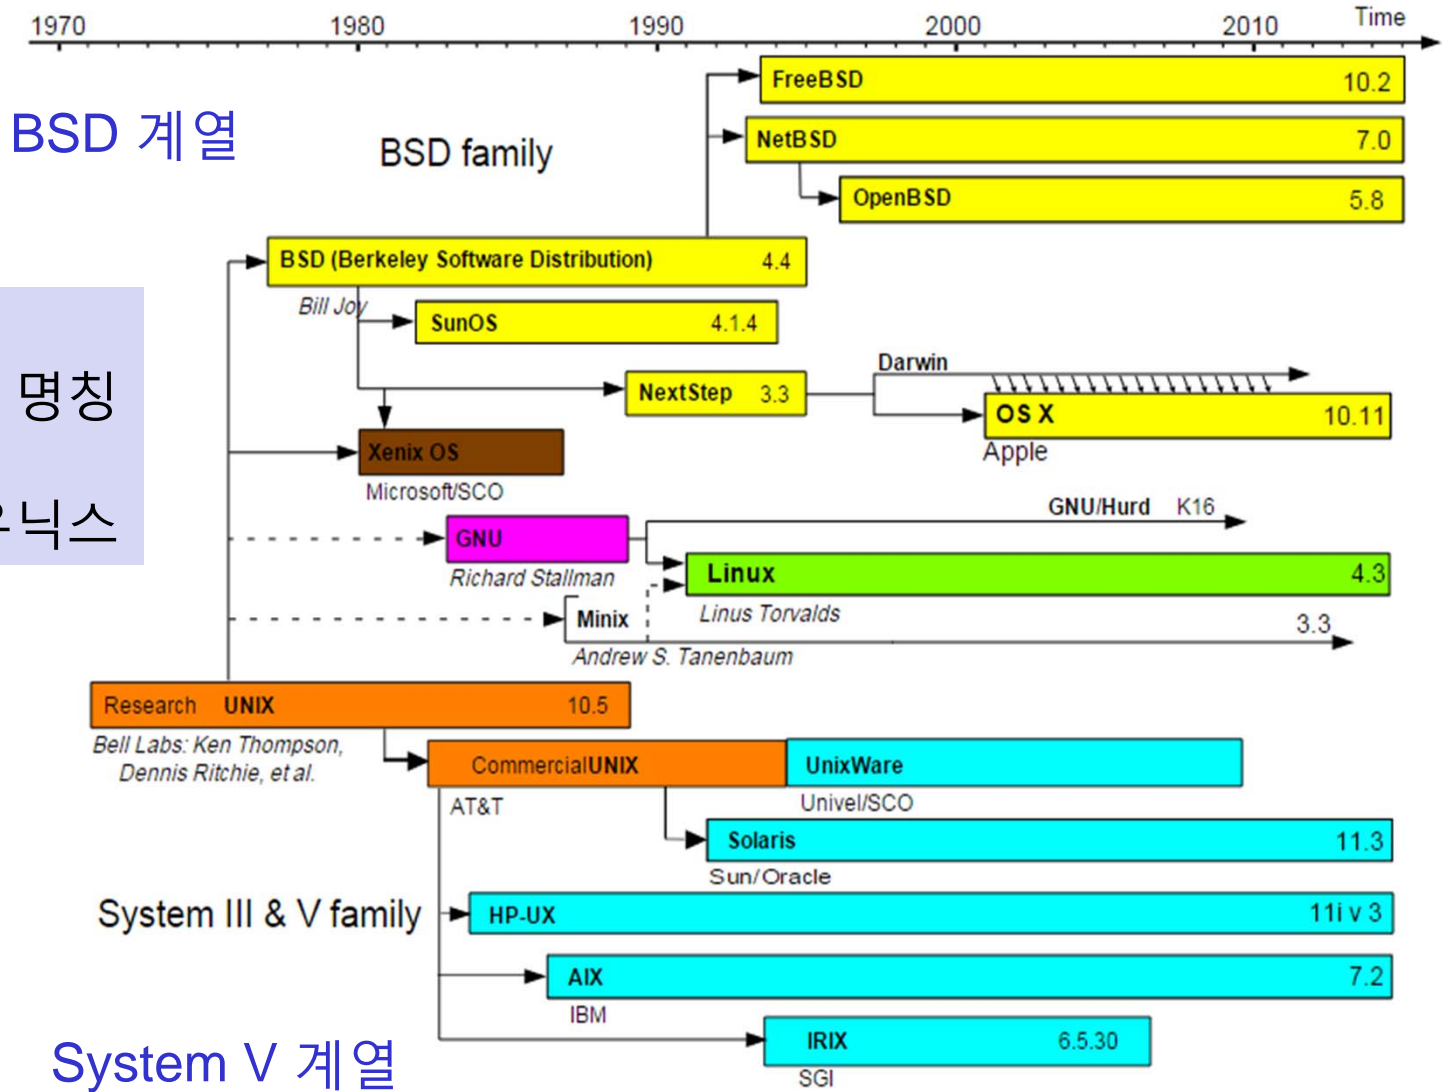 1970 1980 1990 2000 2010 Time
FreeBSD 10.2
BSD 계열
BSD family
NetBSD 7.0
OpenBSD 5.8
BSD (Berkeley Software Distribution) 4.4
Bill Joy
SunOS 4.1.4
Darwin
명칭
NextStep 3.3
OS X 10.11
Apple
Xenix OS
Microsoft/SCO
GNU/Hurd K16
GNU
Richard Stallman
Linux 4.3
Linus Torvalds
Minix 3.3
Andrew S. Tanenbaum
Research UNIX 10.5
Bell Labs: Ken Thompson,
Dennis Ritchie, et al.
CommercialUNIX
UnixWare
AT&T
Univel/SCO
Solaris 11.3
Sun/Oracle
System III & V family
HP-UX 11i v 3
AIX 7.2
IBM
IRIX 6.5.30
SGI
System V 계열